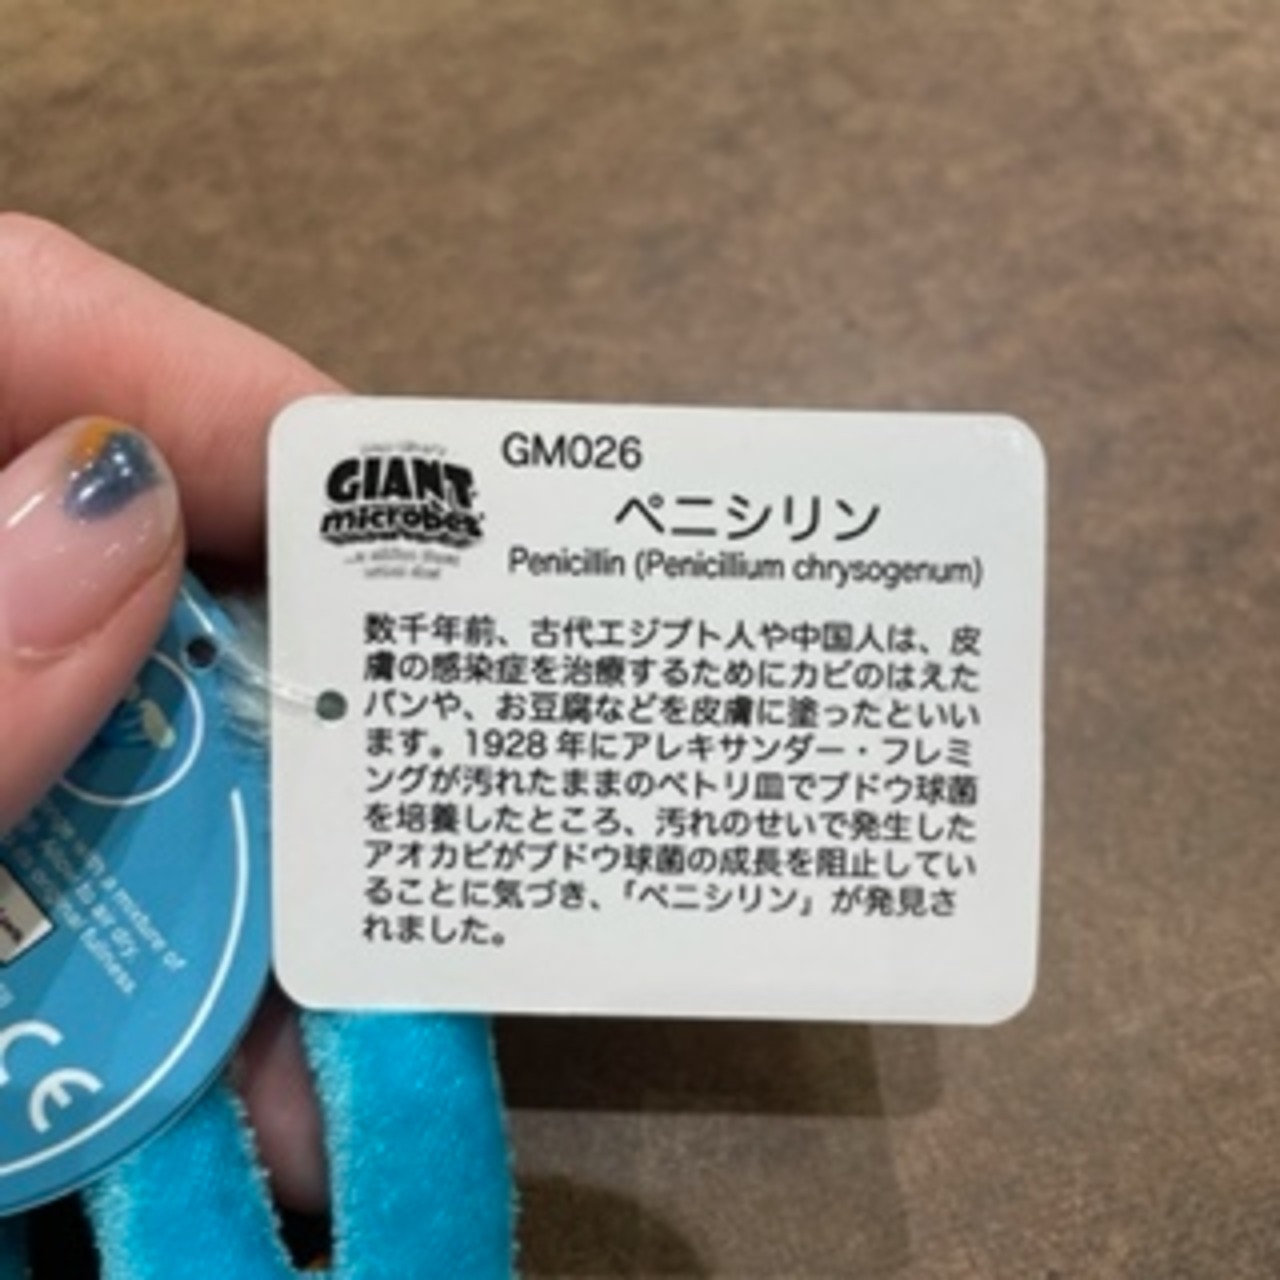 GIANT
microbes
GM026
ペニシリン
Penicillin (Penicillium chrysogenum)
数千年前、古代エジプト人や中国人は、皮
膚の感染症を治療するためにカビのはえた
パンや、お豆腐などを皮膚に塗ったといい
ます。1928 年にアレキサンダー・フレミ
ングが汚れたままのペトリ皿でブドウ球菌
を培養したところ、汚れのせいで発生した
アオカビがブドウ球菌の成長を阻止してい
ることに気づき、「ペニシリン」が発見さ
れました。
a mixture of
to air dry.
fullness.
CE